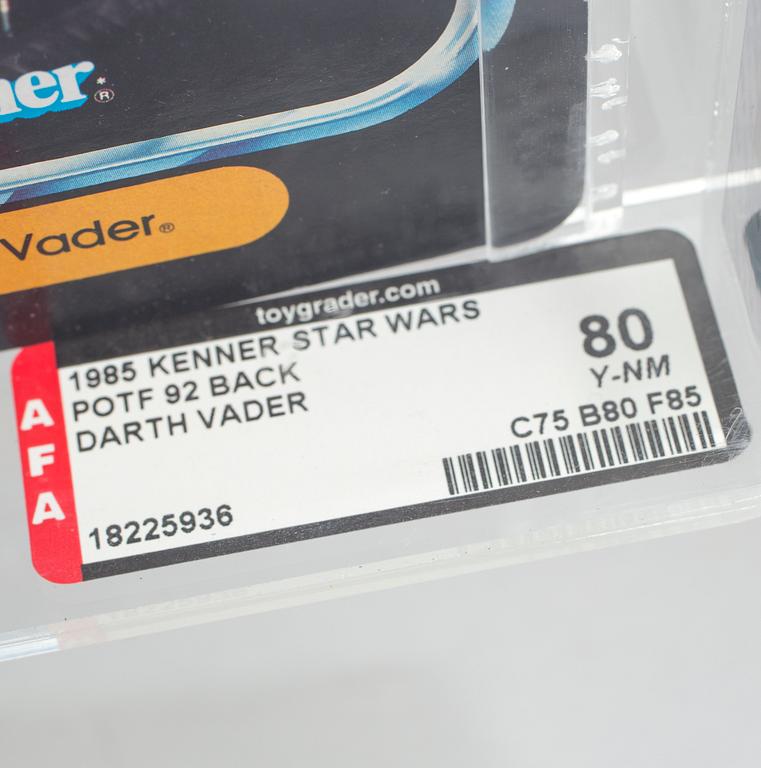 ner®
Vader®
toygrader.com
1985 KENNER STAR WARS
POTF 92 BACK
DARTH VADER
80
Y-NM
C75 B80 F85
AFA
18225936